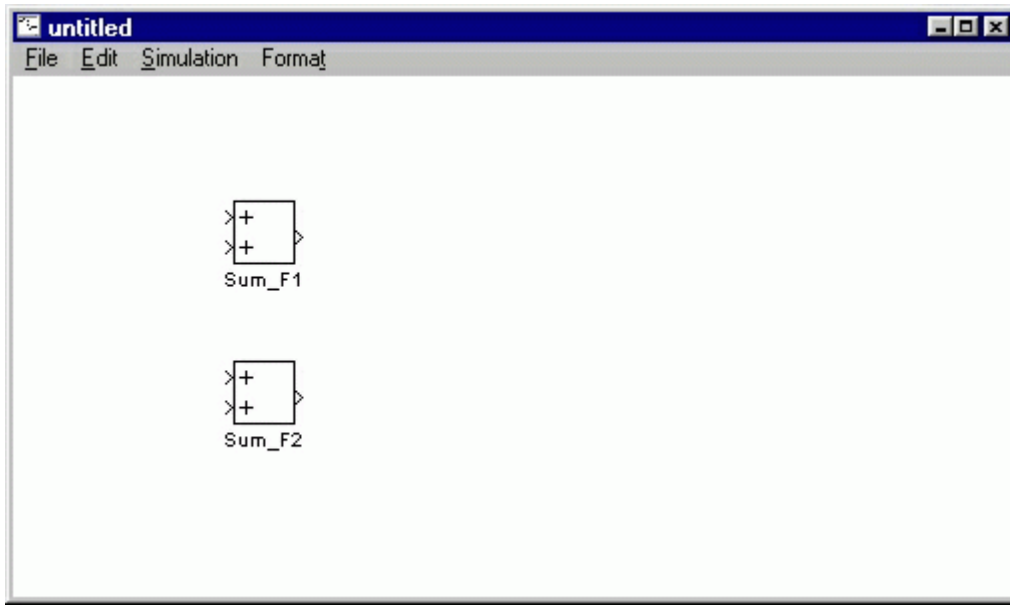 untitled
File Edit Simulation Format
+
+
Sum_F1
+
+
Sum_F2